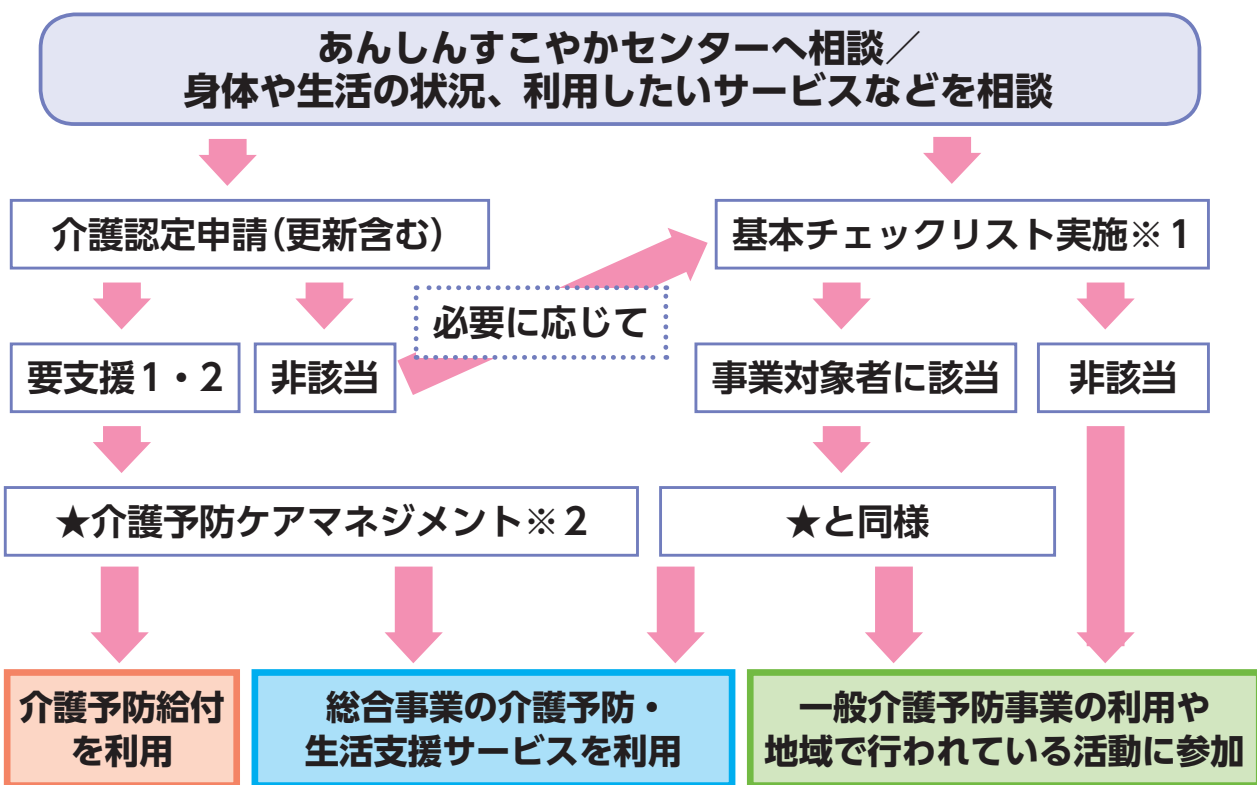 あんしんすこやかセンターへ相談／
身体や生活の状況、利用したいサービスなどを相談
介護認定申請(更新含む)
基本チェックリスト実施※1
必要に応じて
要支援1・2
非該当
事業対象者に該当
非該当
★介護予防ケアマネジメント※2
★と同様
介護予防給付
を利用
総合事業の介護予防・
生活支援サービスを利用
一般介護予防事業の利用や
地域で行われている活動に参加